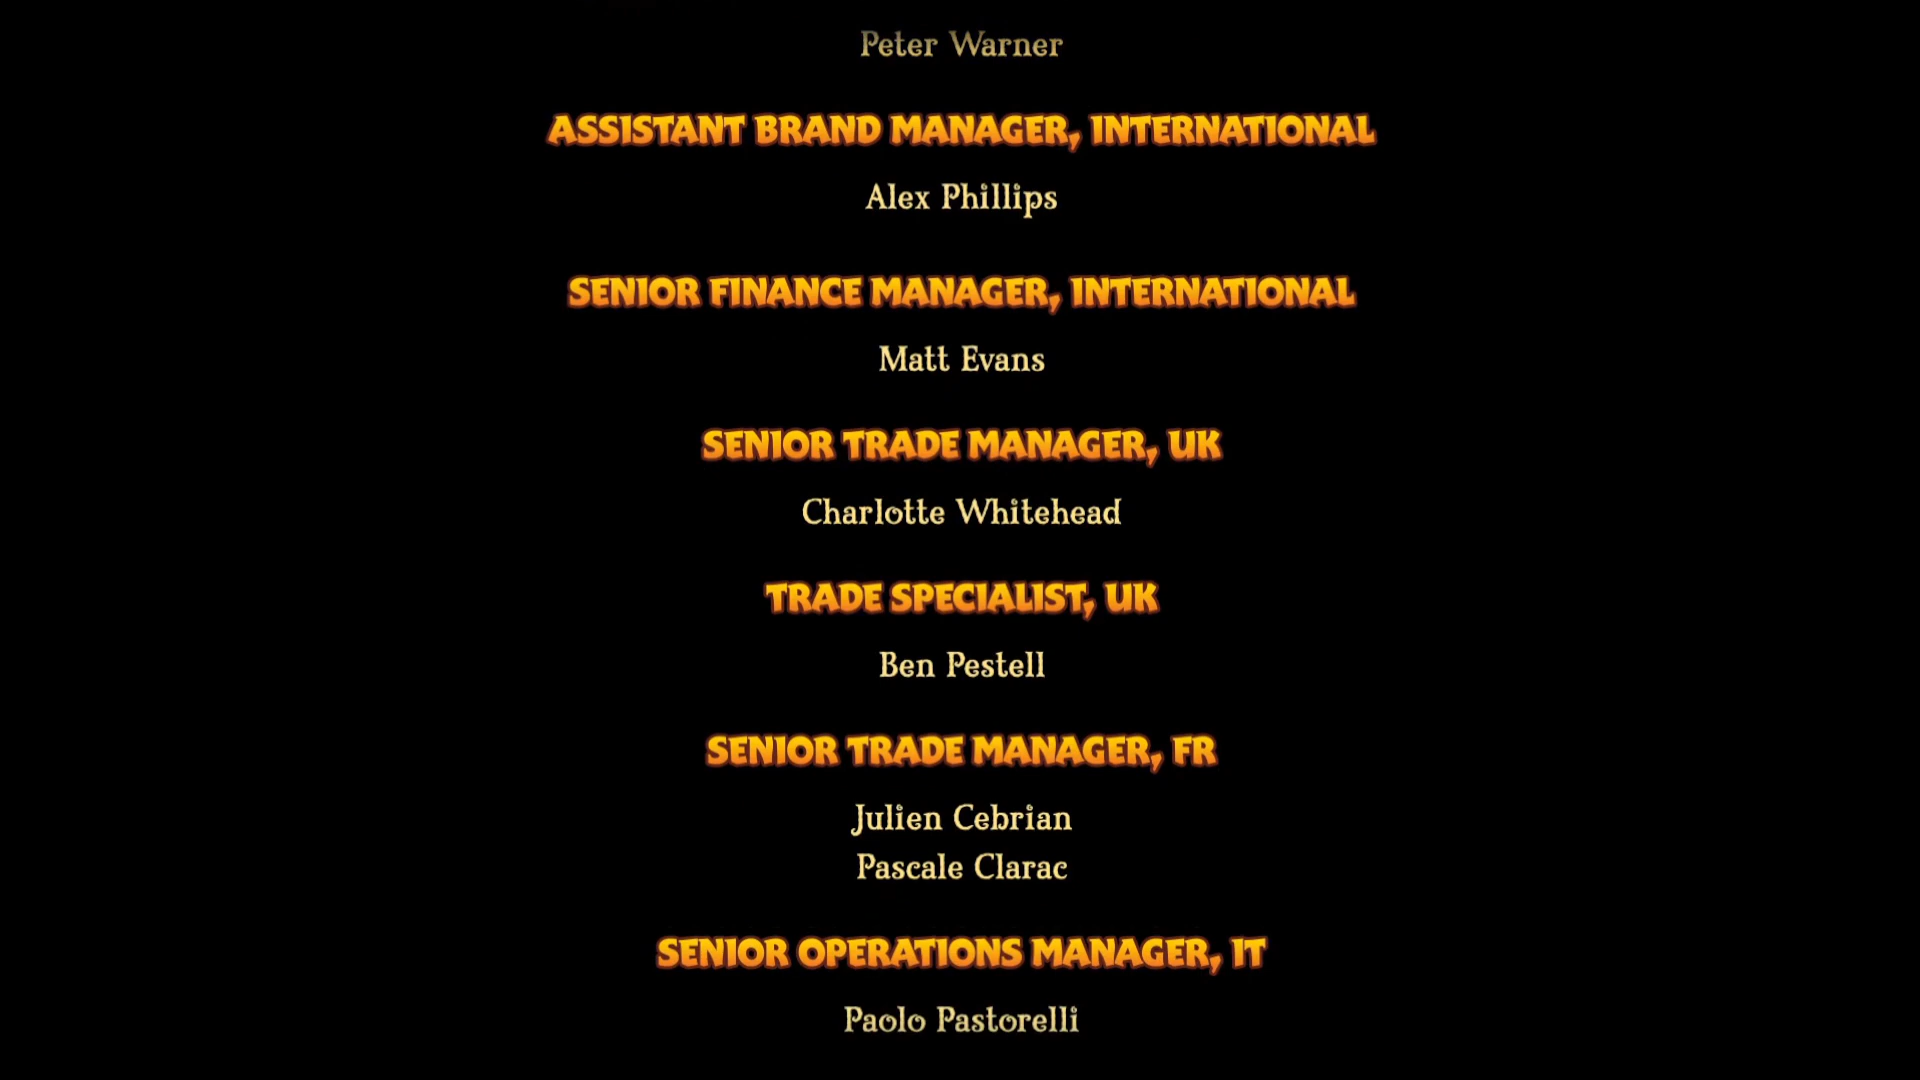 Peter Warner
ASSISTANT BRAND MANAGER, INTERNATIONAL
Alex Phillips
SENIOR FINANCE MANAGER, INTERNATIONAL
Matt Evans
SENIOR TRADE MANAGER, UK
Charlotte Whitehead
TRADE SPECIALIST, UK
Ben Pestell
SENIOR TRADE MANAGER, FR
Julien Cebrian
Pascale Clarac
SENIOR OPERATIONS MANAGER, IT
Paolo Pastorelli